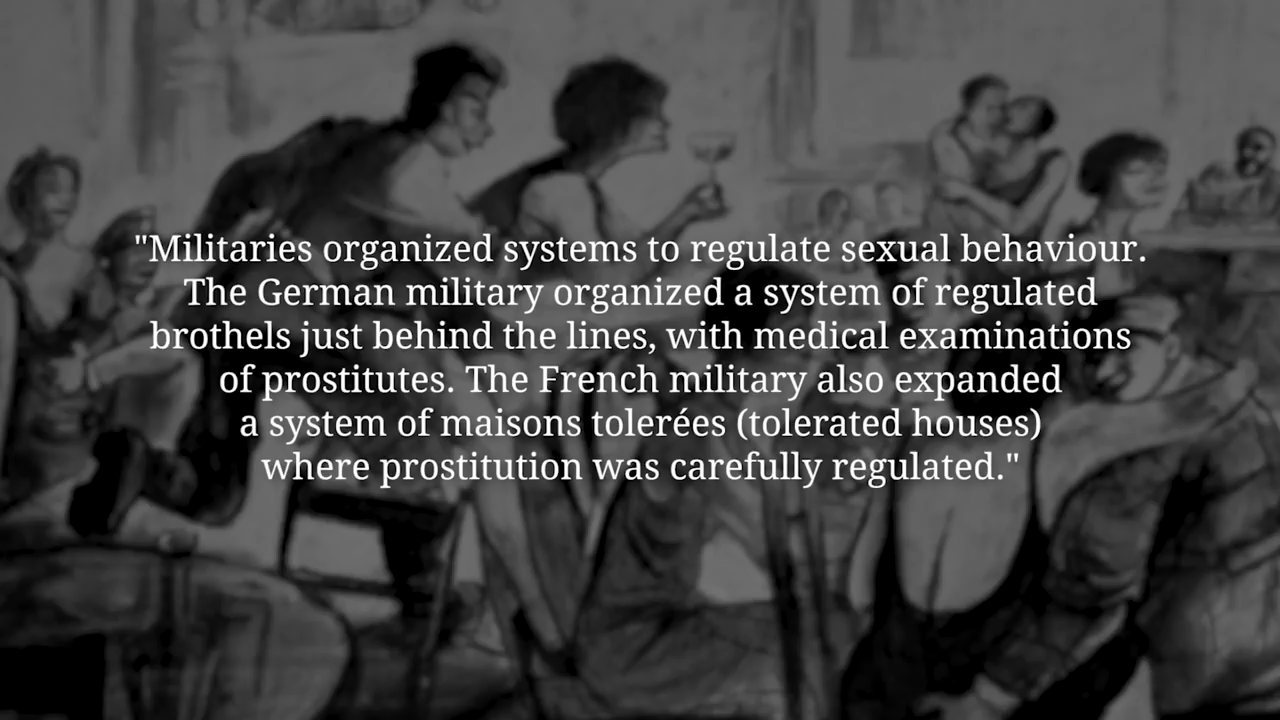 "Militaries organized systems to regulate sexual behaviour.
The German military organized a system of regulated
brothels just behind the lines, with medical examinations
of prostitutes. The French military also expanded
a system of maisons tolerées (tolerated houses)
where prostitution was carefully regulated."